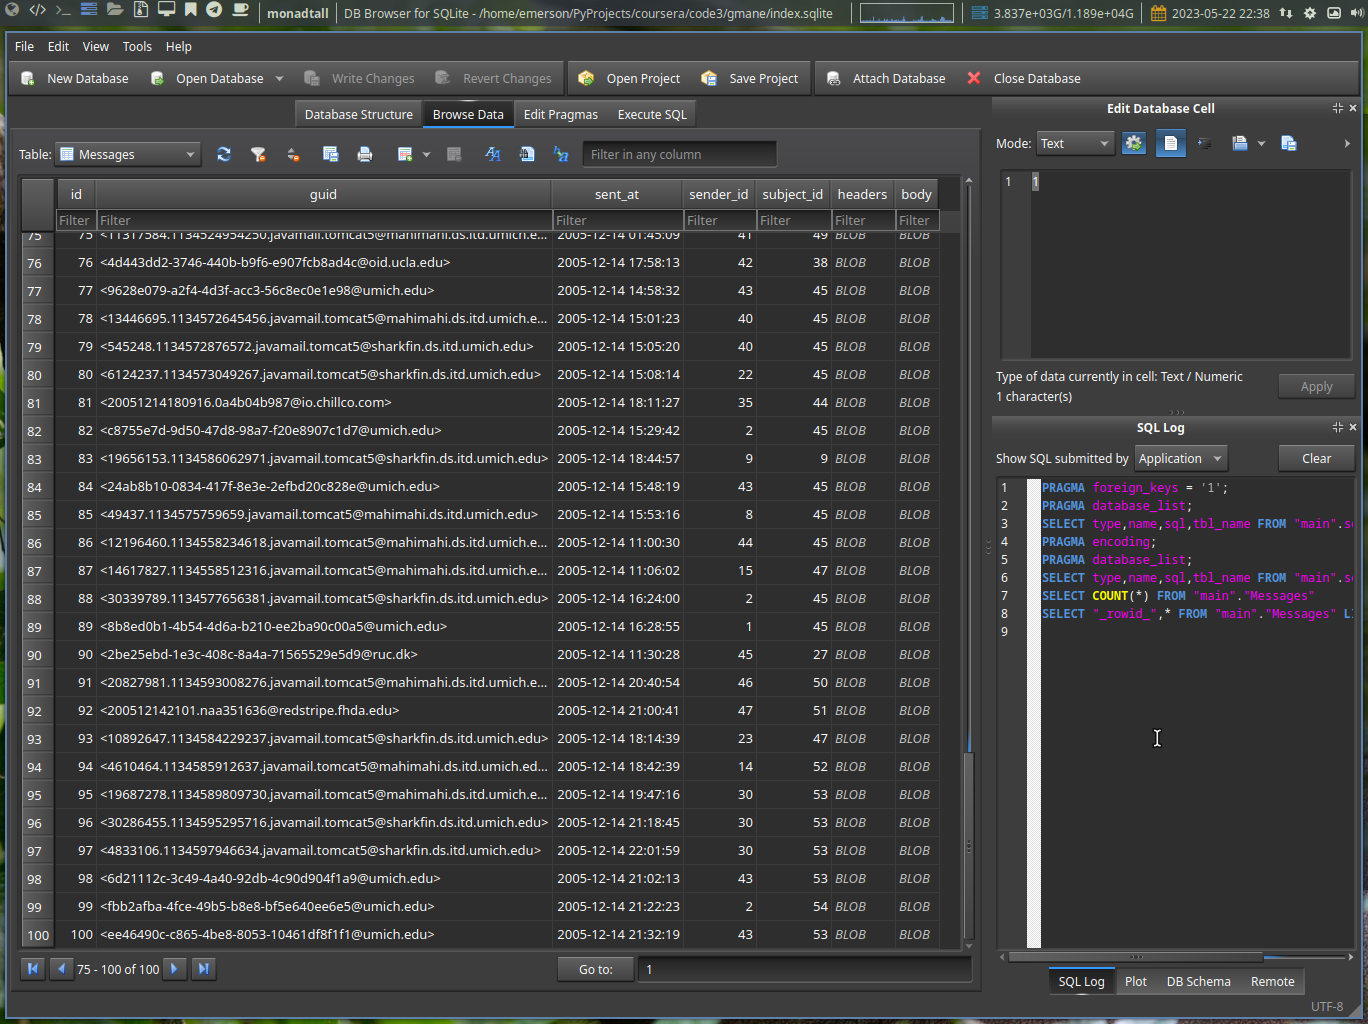 monadtall DB Browser for SQLite - /home/emerson/PyProjects/coursera/code3/gmane/index.sqlite 3.837e+03G/1.189e+04G 2023-05-22 22:38
File Edit View Tools Help
New Database Open Database Write Changes Revert Changes Open Project Save Project Attach Database Close Database
Database Structure Browse Data Edit Pragmas Execute SQL
Table: Messages Filter in any column
id guid sent_at sender_id subject_id headers body
Filter Filter Filter Filter Filter Filter Filter
75 75 <11317584.1134524954250.javamail.tomcat5@mahimahi.ds.itd.umich.e... 2005-12-14 01:45:09 41 49 BLOB BLOB
76 76 <4d443dd2-3746-440b-b9f6-e907fcb8ad4c@oid.ucla.edu> 2005-12-14 17:58:13 42 38 BLOB BLOB
77 77 <9628e079-a2f4-4d3f-acc3-56c8ec0e1e98@umich.edu> 2005-12-14 14:58:32 43 45 BLOB BLOB
78 78 <13446695.1134572645456.javamail.tomcat5@mahimahi.ds.itd.umich.e... 2005-12-14 15:01:23 40 45 BLOB BLOB
79 79 <545248.1134572876572.javamail.tomcat5@sharkfin.ds.itd.umich.edu> 2005-12-14 15:05:20 40 45 BLOB BLOB
80 80 <6124237.1134573049267.javamail.tomcat5@sharkfin.ds.itd.umich.edu> 2005-12-14 15:08:14 22 45 BLOB BLOB
81 81 <20051214180916.0a4b04b987@io.chillco.com> 2005-12-14 18:11:27 35 44 BLOB BLOB
82 82 <c8755e7d-9d50-47d8-98a7-f20e8907c1d7@umich.edu> 2005-12-14 15:29:42 2 45 BLOB BLOB
83 83 <19656153.1134586062971.javamail.tomcat5@sharkfin.ds.itd.umich.edu> 2005-12-14 18:44:57 9 9 BLOB BLOB
84 84 <24ab8b10-0834-417f-8e3e-2efbd20c828e@umich.edu> 2005-12-14 15:48:19 43 45 BLOB BLOB
85 85 <49437.1134575759659.javamail.tomcat5@mahimahi.ds.itd.umich.edu> 2005-12-14 15:53:16 8 45 BLOB BLOB
86 86 <12196460.1134558234618.javamail.tomcat5@mahimahi.ds.itd.umich.e... 2005-12-14 11:00:30 44 45 BLOB BLOB
87 87 <14617827.1134558512316.javamail.tomcat5@mahimahi.ds.itd.umich.e... 2005-12-14 11:06:02 15 47 BLOB BLOB
88 88 <30339789.1134577656381.javamail.tomcat5@mahimahi.ds.itd.umich.e... 2005-12-14 16:24:00 2 45 BLOB BLOB
89 89 <8b8ed0b1-4b54-4d6a-b210-ee2ba90c00a5@umich.edu> 2005-12-14 16:28:55 1 45 BLOB BLOB
90 90 <2be25ebd-1e3c-408c-8a4a-71565529e5d9@ruc.dk> 2005-12-14 11:30:28 45 27 BLOB BLOB
91 91 <20827981.1134593008276.javamail.tomcat5@mahimahi.ds.itd.umich.e... 2005-12-14 20:40:54 46 50 BLOB BLOB
92 92 <200512142101.naa351636@redstripe.fhda.edu> 2005-12-14 21:00:41 47 51 BLOB BLOB
93 93 <10892647.1134584229237.javamail.tomcat5@sharkfin.ds.itd.umich.edu> 2005-12-14 18:14:39 23 47 BLOB BLOB
94 94 <4610464.1134585912637.javamail.tomcat5@mahimahi.ds.itd.umich.ed... 2005-12-14 18:42:39 14 52 BLOB BLOB
95 95 <19687278.1134589809730.javamail.tomcat5@mahimahi.ds.itd.umich.e... 2005-12-14 19:47:16 30 53 BLOB BLOB
96 96 <30286455.1134595295716.javamail.tomcat5@sharkfin.ds.itd.umich.edu> 2005-12-14 21:18:45 30 53 BLOB BLOB
97 97 <4833106.1134597946634.javamail.tomcat5@sharkfin.ds.itd.umich.edu> 2005-12-14 22:01:59 30 53 BLOB BLOB
98 98 <6d21112c-3c49-4a40-92db-4c90d904f1a9@umich.edu> 2005-12-14 21:02:13 43 53 BLOB BLOB
99 99 <fbb2afba-4fce-49b5-b8e8-bf5e640ee6e5@umich.edu> 2005-12-14 21:22:23 2 54 BLOB BLOB
100 100 <ee46490c-c865-4be8-8053-10461df8f1f1@umich.edu> 2005-12-14 21:32:19 43 53 BLOB BLOB
75 - 100 of 100 Go to: 1
Edit Database Cell
Mode: Text
1 1
Type of data currently in cell: Text / Numeric
1 character(s)
Apply
SQL Log
Show SQL submitted by Application Clear
1 PRAGMA foreign_keys = '1';
2 PRAGMA database_list;
3 SELECT type,name,sql,tbl_name FROM "main".s
4 PRAGMA encoding;
5 PRAGMA database_list;
6 SELECT type,name,sql,tbl_name FROM "main".s
7 SELECT COUNT(*) FROM "main"."Messages"
8 SELECT "_rowid_",* FROM "main"."Messages" L
9
SQL Log Plot DB Schema Remote
UTF-8